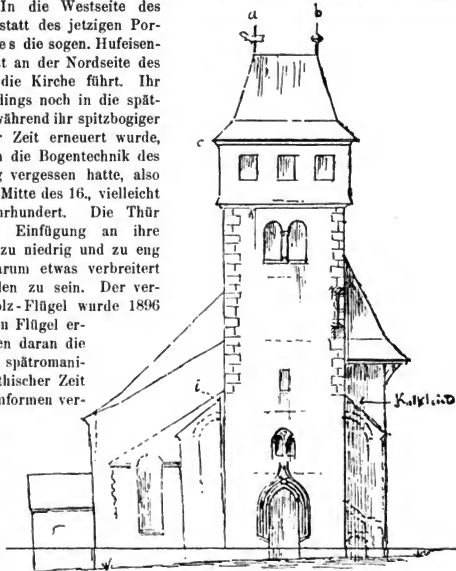 In die Westseite des
statt des jetzigen Por-
es die sogen. Hufeisen-
t an der Nordseite des
die Kirche führt. Ihr
dings noch in die spät-
während ihr spitzbogiger
r Zeit erneuert wurde,
n die Bogentechnik des
g vergessen hatte, also
Mitte des 16., vielleicht
hrhundert. Die Thür
Einfügung an ihre
zu niedrig und zu eng
arum etwas verbreitert
den zu sein. Der ver-
olz-Flügel wurde 1896
n Flügel er-
en daran die
spätromani-
thischer Zeit
nformen ver-
a b
c
i